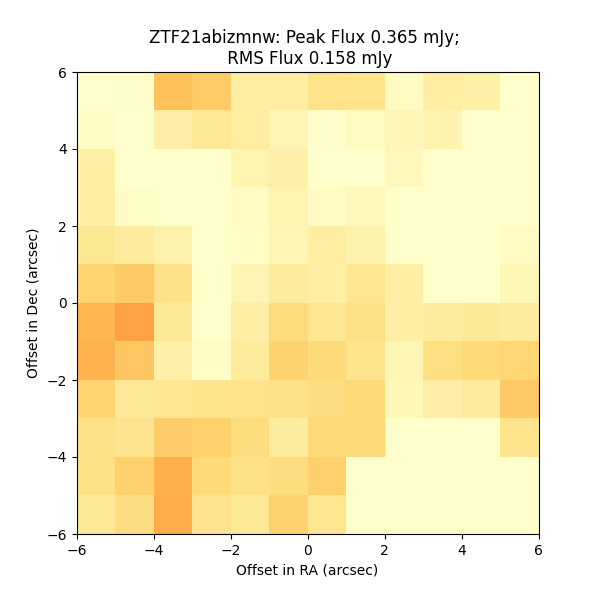 ZTF21abizmnw: Peak Flux 0.365 mJy;
RMS Flux 0.158 mJy
6
4
2
0
−2
−4
−6
Offset in Dec (arcsec)
−6 −4 −2 0 2 4 6
Offset in RA (arcsec)